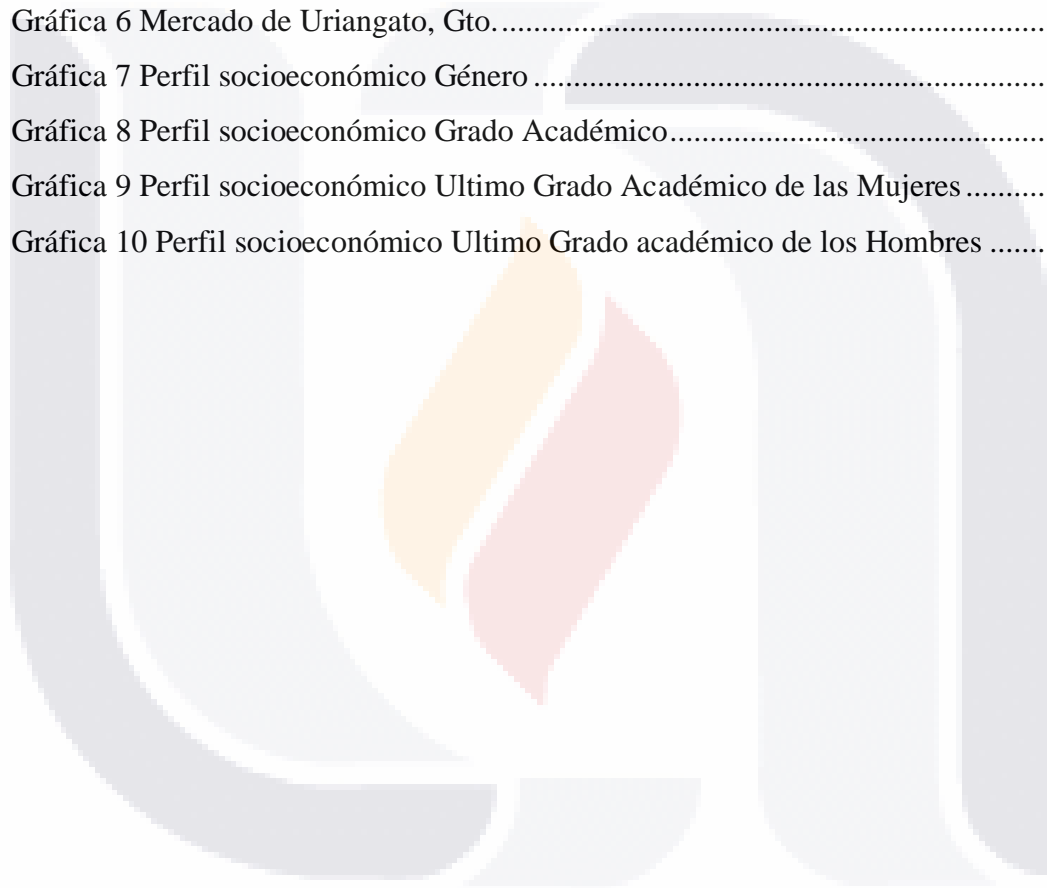 Gráfica 6 Mercado de Uriangato, Gto. .....................................................................
Gráfica 7 Perfil socioeconómico Género .................................................................
Gráfica 8 Perfil socioeconómico Grado Académico................................................
Gráfica 9 Perfil socioeconómico Ultimo Grado Académico de las Mujeres ..........
Gráfica 10 Perfil socioeconómico Ultimo Grado académico de los Hombres .......